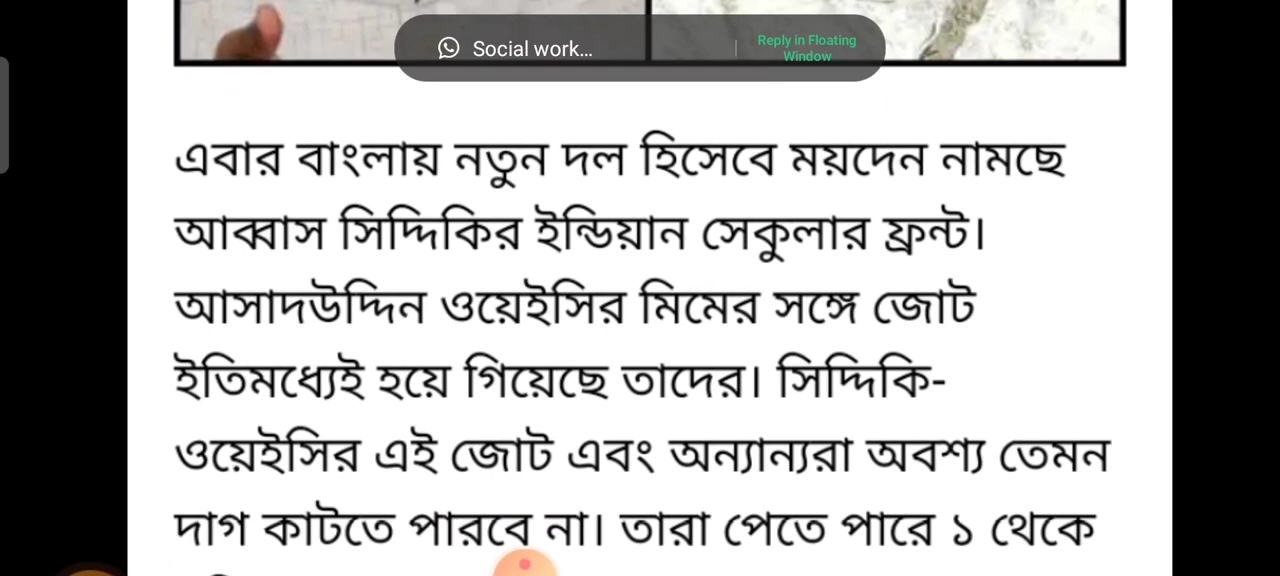 Social work...
Reply in Floating
Window
এবার বাংলায় নতুন দল হিসেবে ময়দেন নামছে
আব্বাস সিদ্দিকির ইন্ডিয়ান সেকুলার ফ্রন্ট।
আসাদউদ্দিন ওয়েইসির মিমের সঙ্গে জোট
ইতিমধ্যেই হয়ে গিয়েছে তাদের। সিদ্দিকি-
ওয়েইসির এই জোট এবং অন্যান্যরা অবশ্য তেমন
দাগ কাটতে পারবে না। তারা পেতে পারে ১ থেকে